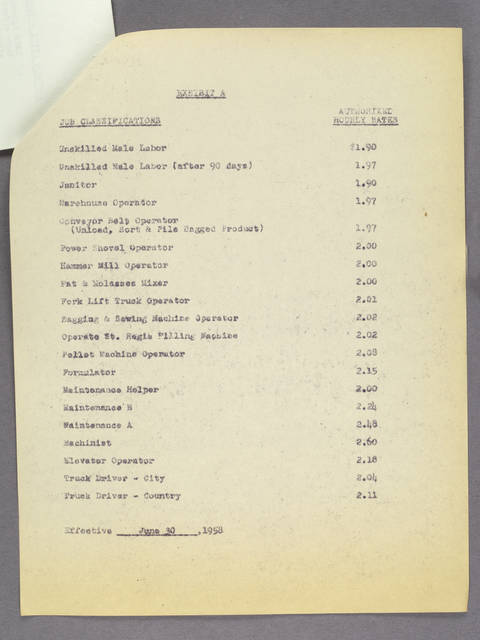 EXHIBIT A
JOB CLASSIFICATIONS AUTHORIZED HOURLY RATES
Unskilled Male Labor $1.90
Unskilled Male Labor (after 90 days) 1.97
Janitor 1.90
Warehouse Operator 1.97
Conveyor Belt Operator
(Unload, Sort & Pile Bagged Product) 1.97
Power Shovel Operator 2.00
Hammer Mill Operator 2.00
Fat & Molasses Mixer 2.00
Fork Lift Truck Operator 2.01
Bagging & Sewing Machine Operator 2.02
Operate St. Regis Filling Machine 2.02
Pellet Machine Operator 2.08
Formulator 2.15
Maintenance Helper 2.00
Maintenance B 2.24
Maintenance A 2.48
Machinist 2.60
Elevator Operator 2.18
Truck Driver - City 2.04
Truck Driver - Country 2.11
Effective June 30 ,1958